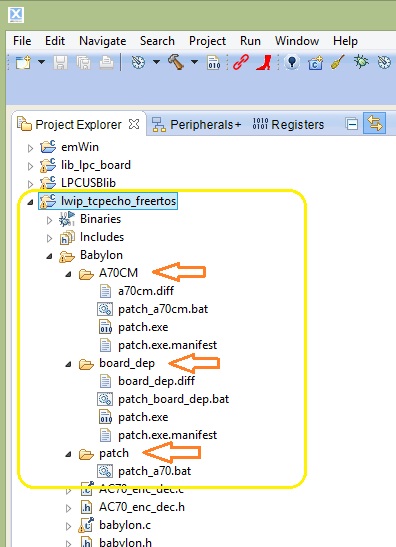 File Edit Navigate Search Project Run Window Help
Project Explorer Peripherals+ Registers
emWin
lib_lpc_board
LPCUSBlib
lwip_tcpecho_freertos
Binaries
Includes
Babylon
A70CM
a70cm.diff
patch_a70cm.bat
patch.exe
patch.exe.manifest
board_dep
board_dep.diff
patch_board_dep.bat
patch.exe
patch.exe.manifest
patch
patch_a70.bat
AC70_enc_dec.c
AC70_enc_dec.h
babylon.c
babylon.h